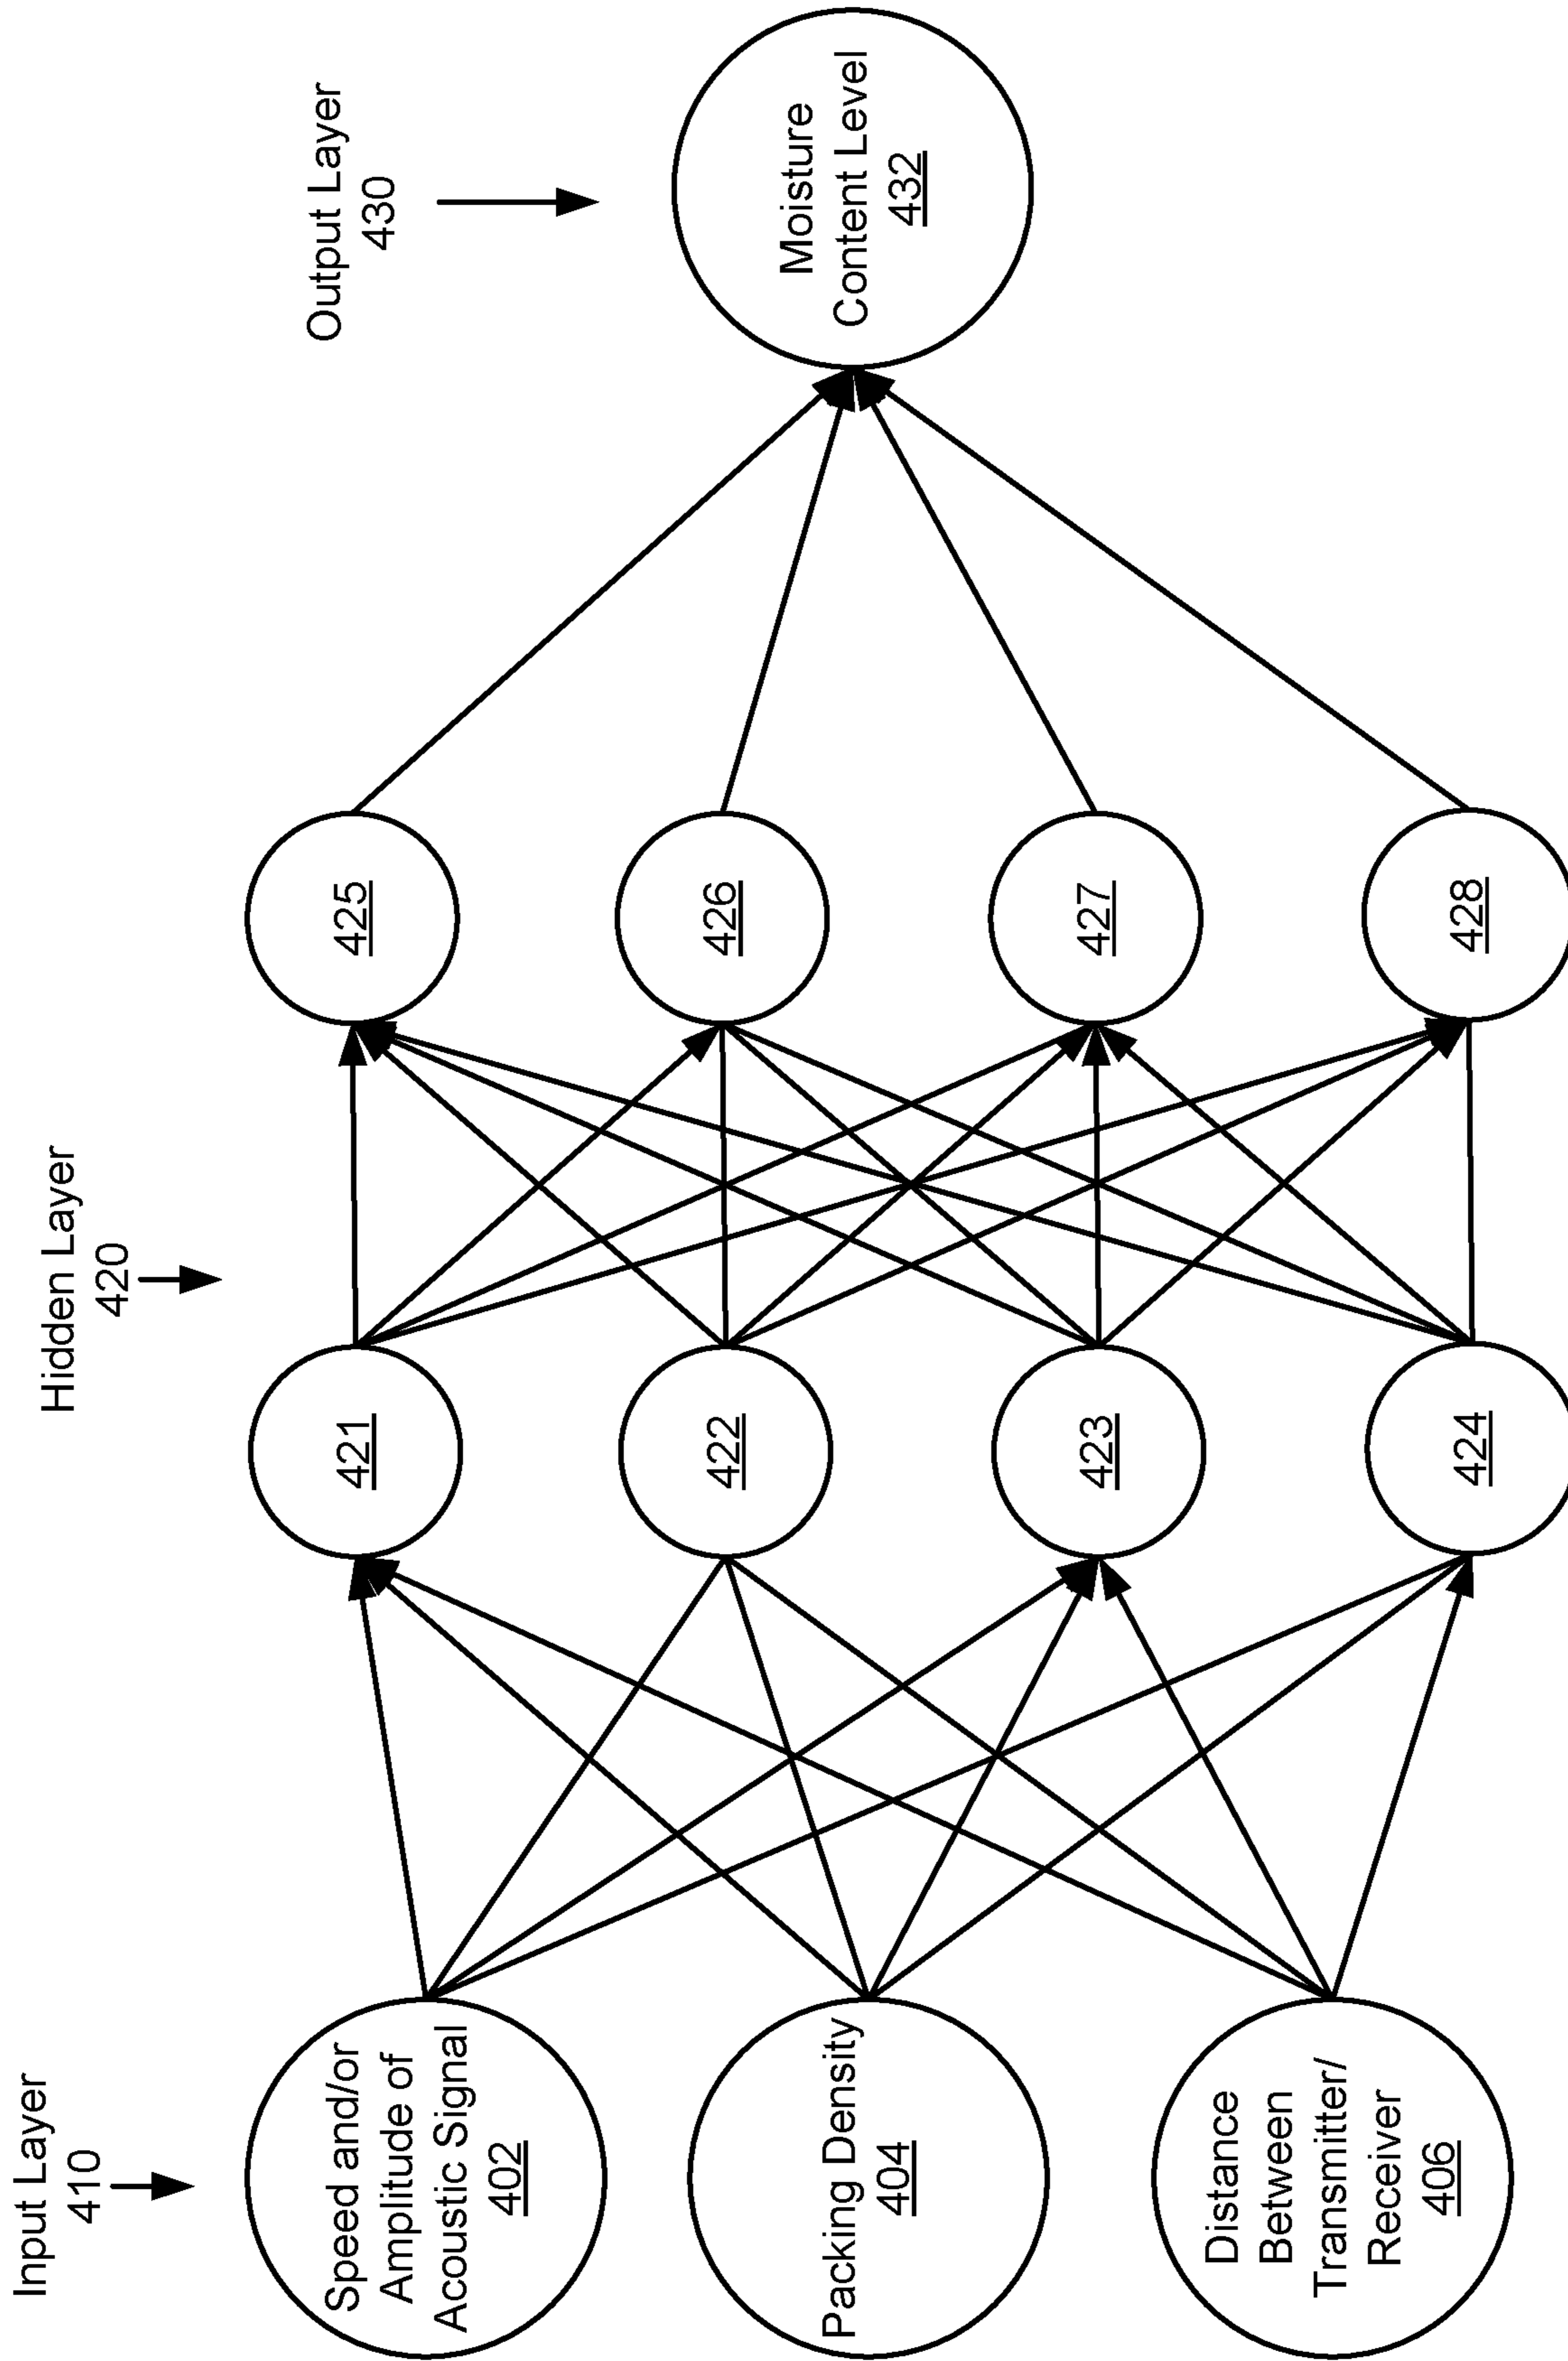 Input Layer
410
Hidden Layer
420
Output Layer
430
Speed and/or
Amplitude of
Acoustic Signal
402
Packing Density
404
Distance
Between
Transmitter/
Receiver
406
421
422
423
424
425
426
427
428
Moisture
Content Level
432